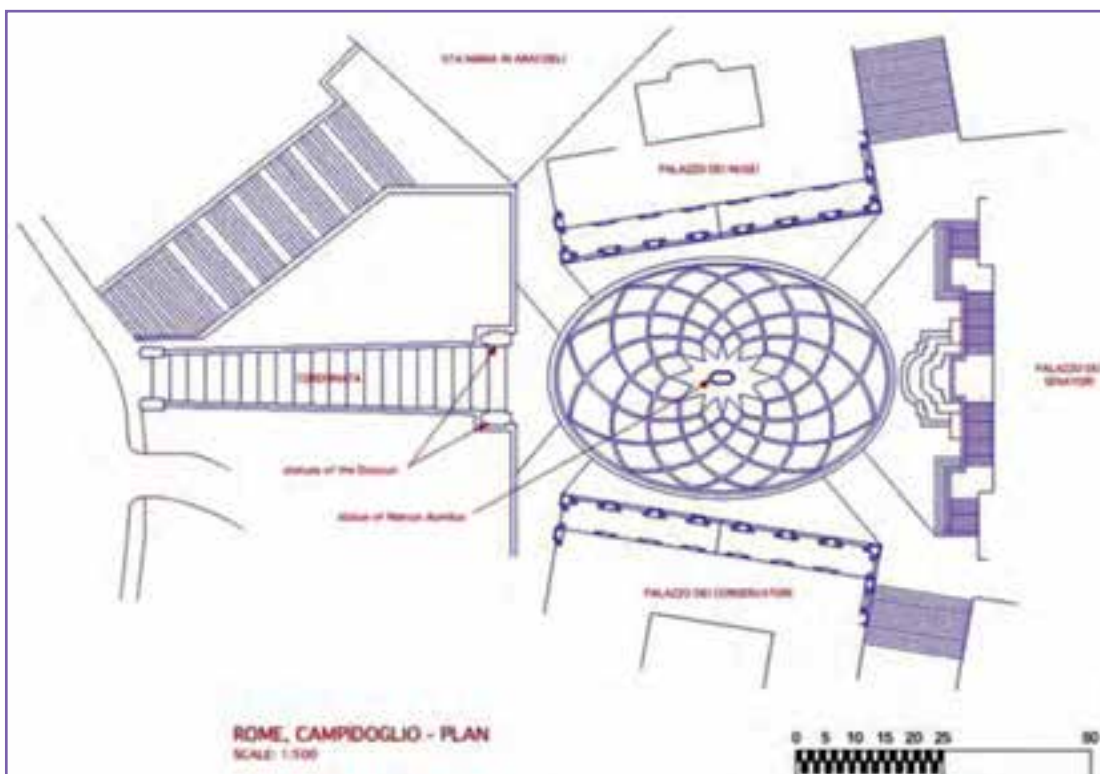 STA MARIA IN ARACOELI
PALAZZO DEI MUSEI
CORDONATA
PALAZZO DEI
SENATORI
statues of the Dioscuri
statue of Marcus Aurelius
PALAZZO DEI CONSERVATORI
ROME, CAMPIDOGLIO - PLAN
SCALE: 1:500
0 5 10 15 20 25 50